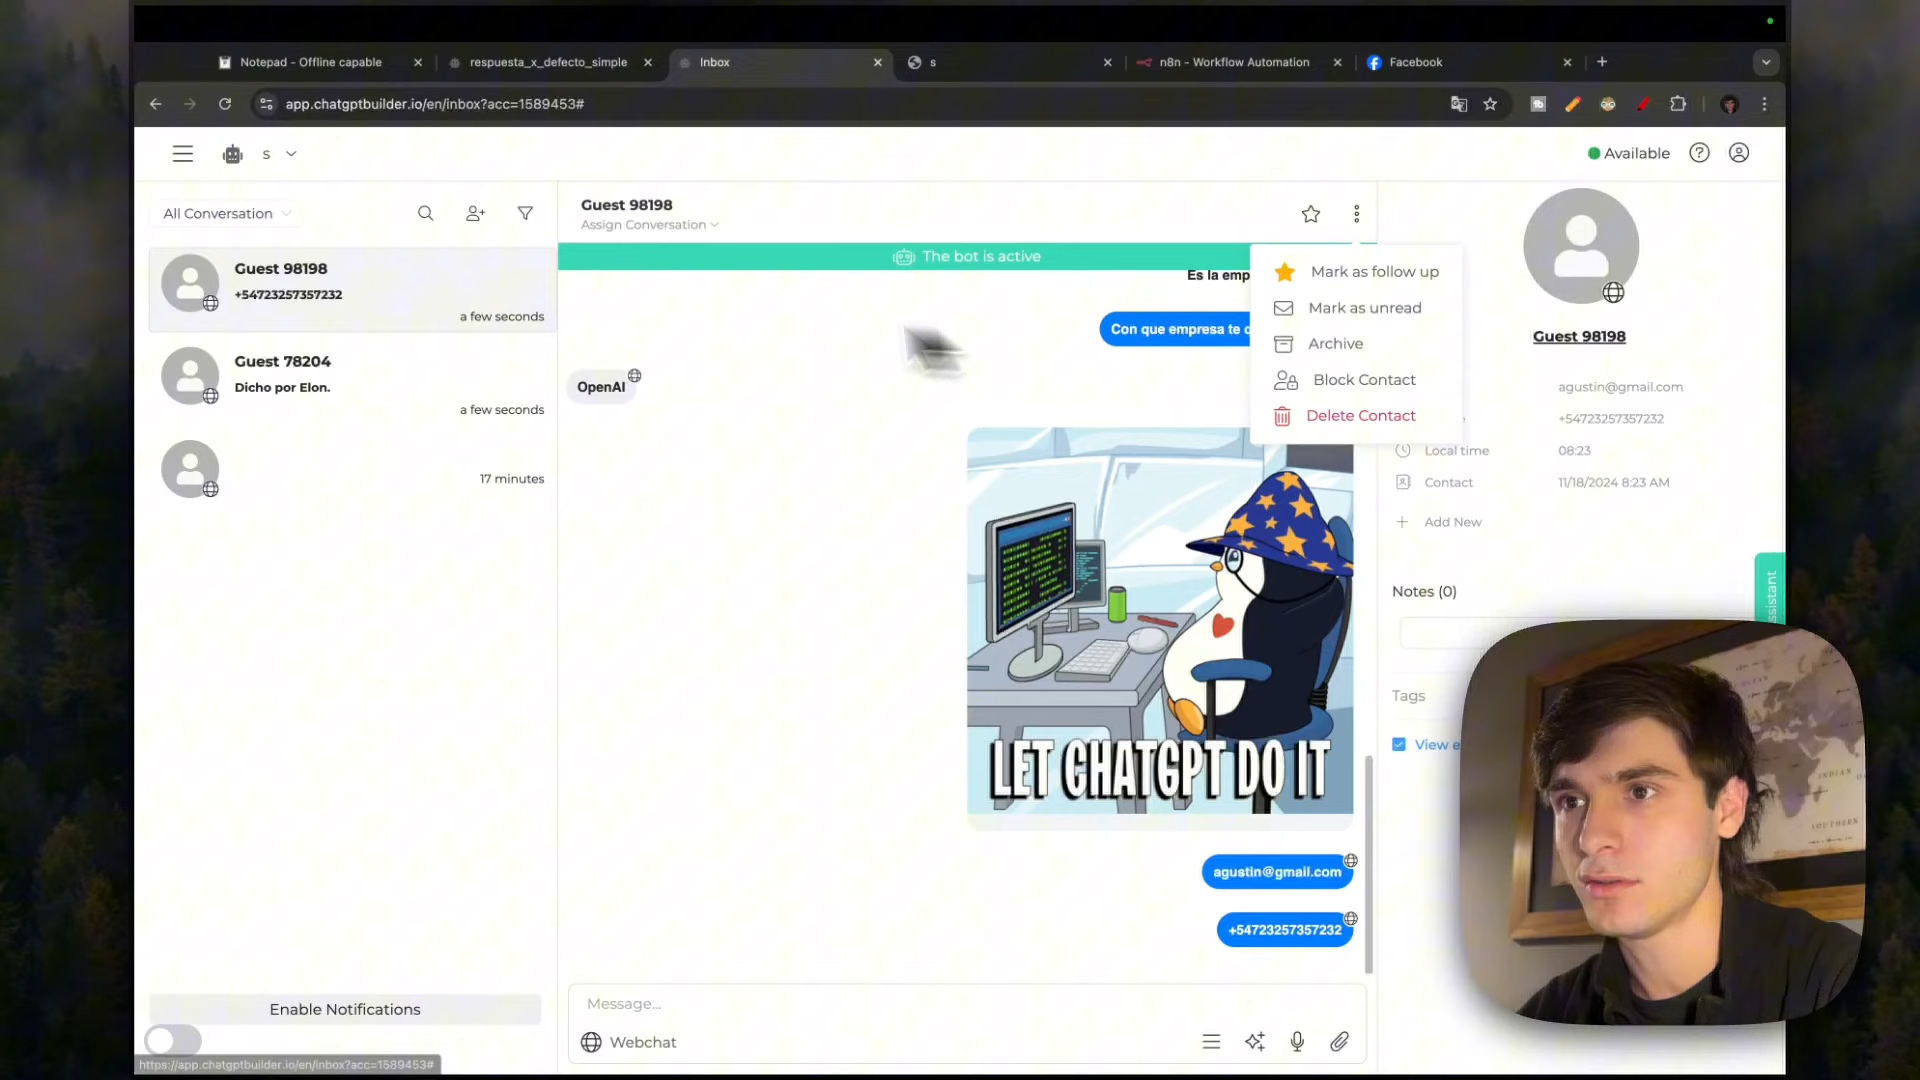 Notepad - Offline capable
respuesta_x_defecto_simple
Inbox
s
n8n - Workflow Automation
Facebook
app.chatgptbuilder.io/en/inbox?acc=1589453#
s
Available
All Conversation
Guest 98198
+54723257357232
a few seconds
Guest 78204
Dicho por Elon.
a few seconds
17 minutes
Enable Notifications
https://app.chatgptbuilder.io/en/inbox?acc=1589453#
Guest 98198
Assign Conversation
The bot is active
Es la emp
Con que empresa te c
OpenAI
LET CHATGPT DO IT
agustin@gmail.com
+54723257357232
Message...
Webchat
Mark as follow up
Mark as unread
Archive
Block Contact
Delete Contact
Guest 98198
agustin@gmail.com
+54723257357232
Local time
08:23
Contact
11/18/2024 8:23 AM
Add New
Notes (0)
Tags
View e
sistant
INDIAN
OC
SOUTHERN